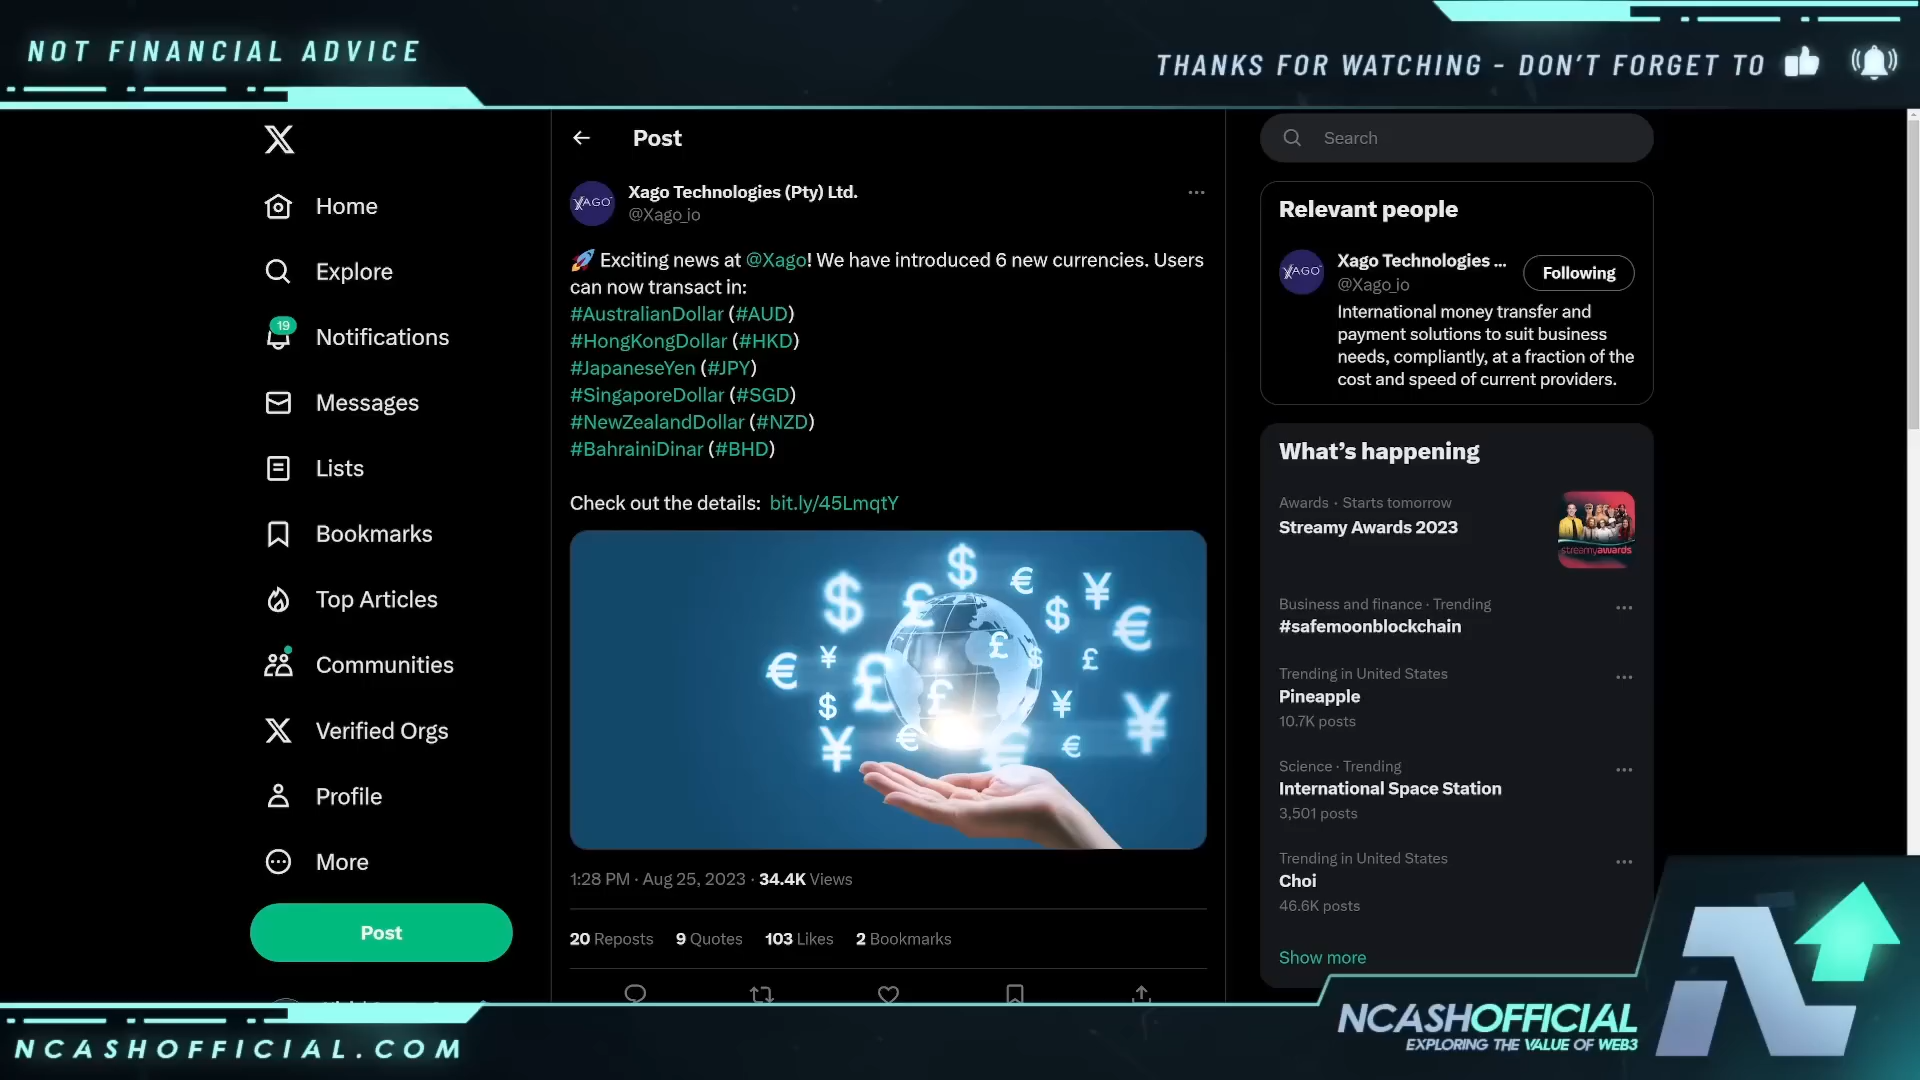 NOT FINANCIAL ADVICE
THANKS FOR WATCHING - DON'T FORGET TO
Home
Explore
19
Notifications
Messages
Lists
Bookmarks
Top Articles
Communities
Verified Orgs
Profile
More
Post
Post
XAGO
Xago Technologies (Pty) Ltd.
@Xago_io
🚀 Exciting news at @Xago! We have introduced 6 new currencies. Users
can now transact in:
#AustralianDollar (#AUD)
#HongKongDollar (#HKD)
#JapaneseYen (#JPY)
#SingaporeDollar (#SGD)
#NewZealandDollar (#NZD)
#BahrainiDinar (#BHD)
Check out the details: bit.ly/45LmqtY
1:28 PM · Aug 25, 2023 · 34.4K Views
20 Reposts 9 Quotes 103 Likes 2 Bookmarks
Search
Relevant people
XAGO
Xago Technologies ...
Following
@Xago_io
International money transfer and
payment solutions to suit business
needs, compliantly, at a fraction of the
cost and speed of current providers.
What's happening
Awards · Starts tomorrow
Streamy Awards 2023
streamyawards
Business and finance · Trending
#safemoonblockchain
Trending in United States
Pineapple
10.7K posts
Science · Trending
International Space Station
3,501 posts
Trending in United States
Choi
46.6K posts
Show more
NCASHOFFICIAL.COM
NCASHOFFICIAL
EXPLORING THE VALUE OF WEB3